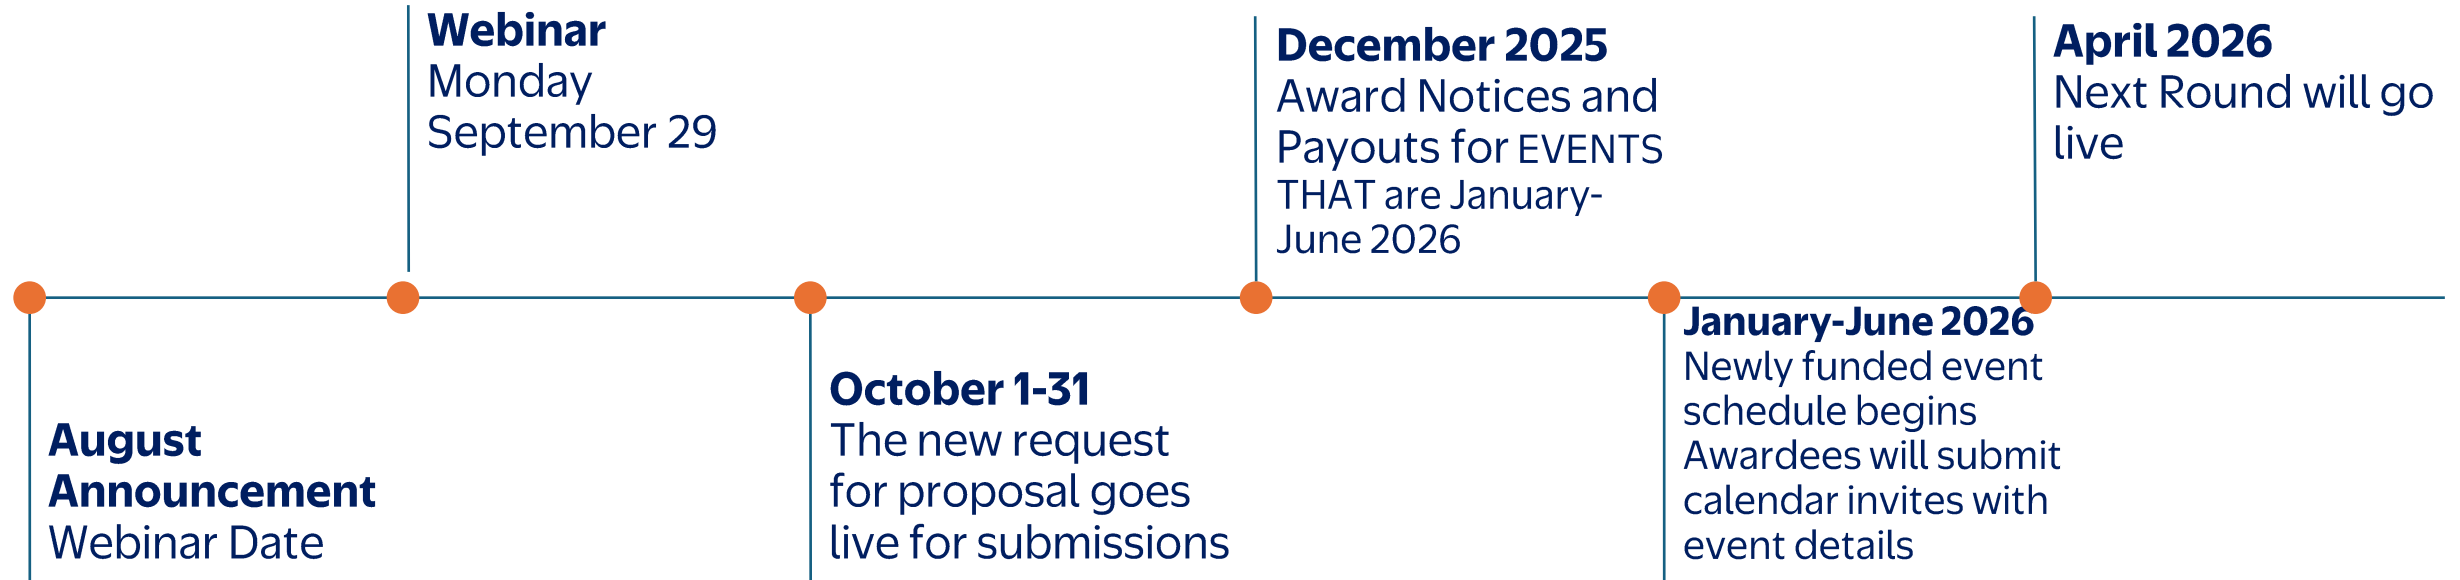 August
Announcement
Webinar Date
Webinar
Monday
September 29
October 1-31
The new request
for proposal goes
live for submissions
December 2025
Award Notices and
Payouts for EVENTS
THAT are January-
June 2026
January-June 2026
Newly funded event
schedule begins
Awardees will submit
calendar invites with
event details
April 2026
Next Round will go
live